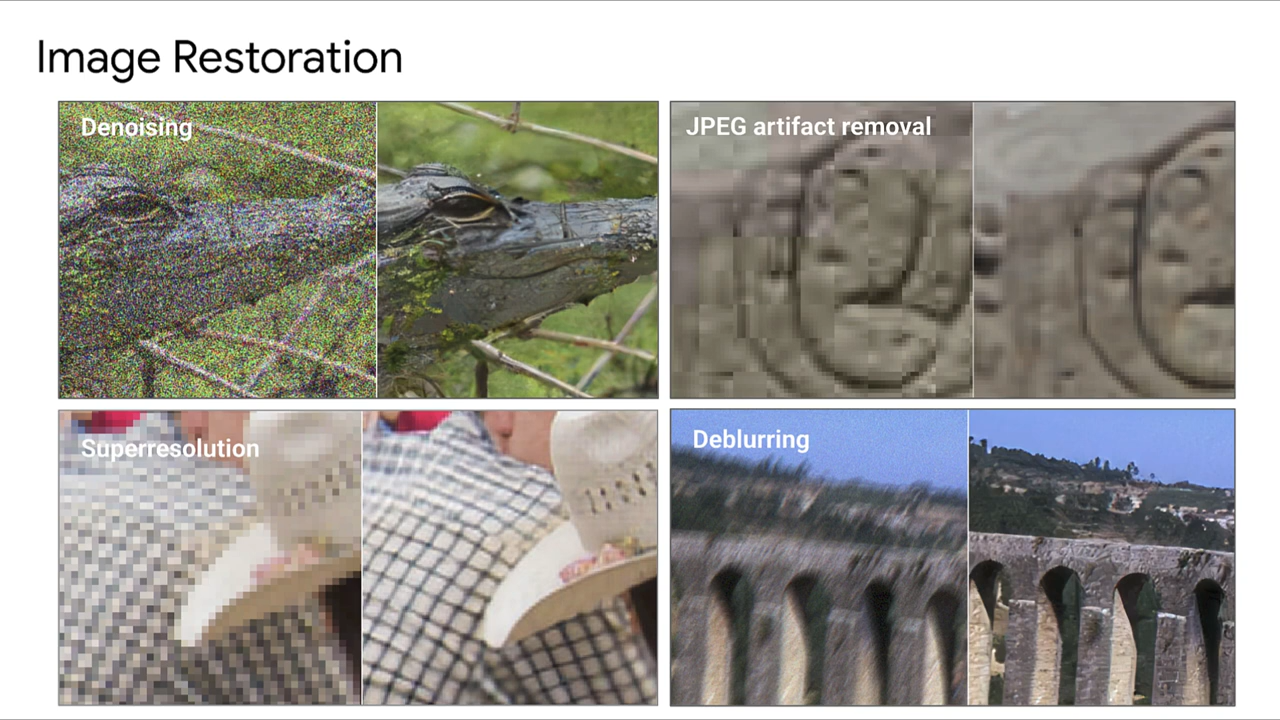 Image Restoration
Denoising
JPEG artifact removal
Superresolution
Deblurring